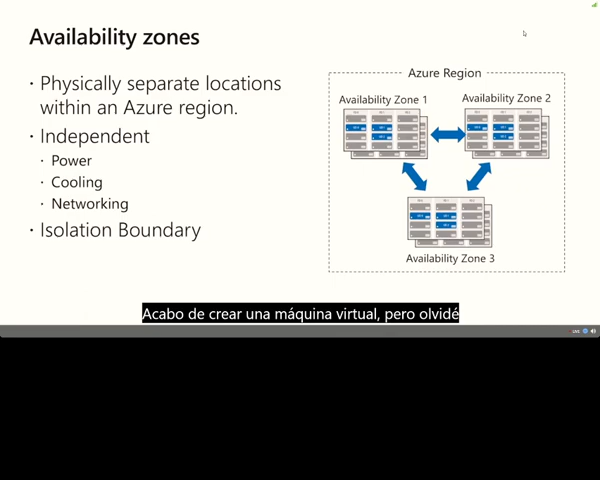 Availability zones
· Physically separate locations
within an Azure region.
· Independent
· Power
· Cooling
· Networking
· Isolation Boundary
Azure Region
Availability Zone 1
Availability Zone 2
Availability Zone 3
Acabo de crear una máquina virtual, pero olvidé
LIVE